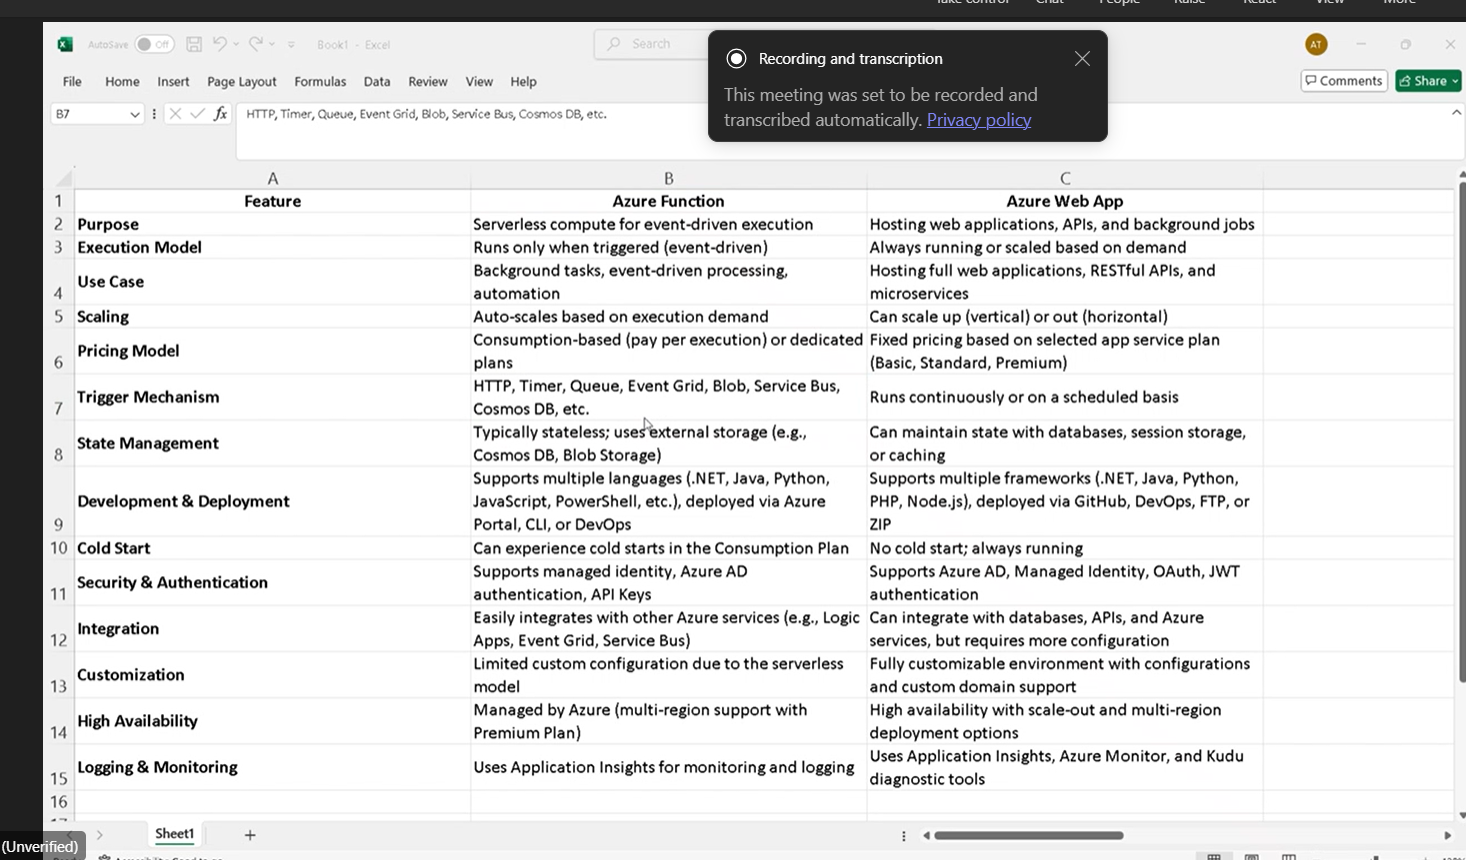 AutoSave Off Book1 - Excel Search AT
Recording and transcription
This meeting was set to be recorded and
transcribed automatically. Privacy policy
File Home Insert Page Layout Formulas Data Review View Help Comments Share
B7 fx HTTP, Timer, Queue, Event Grid, Blob, Service Bus, Cosmos DB, etc.
A B C
1 Feature Azure Function Azure Web App
2 Purpose Serverless compute for event-driven execution Hosting web applications, APIs, and background jobs
3 Execution Model Runs only when triggered (event-driven) Always running or scaled based on demand
4 Use Case Background tasks, event-driven processing,
automation
Hosting full web applications, RESTful APIs, and
microservices
5 Scaling Auto-scales based on execution demand Can scale up (vertical) or out (horizontal)
6 Pricing Model Consumption-based (pay per execution) or dedicated
plans
Fixed pricing based on selected app service plan
(Basic, Standard, Premium)
7 Trigger Mechanism HTTP, Timer, Queue, Event Grid, Blob, Service Bus,
Cosmos DB, etc.
Runs continuously or on a scheduled basis
8 State Management Typically stateless; uses external storage (e.g.,
Cosmos DB, Blob Storage)
Can maintain state with databases, session storage,
or caching
9 Development & Deployment Supports multiple languages (.NET, Java, Python,
JavaScript, PowerShell, etc.), deployed via Azure
Portal, CLI, or DevOps
Supports multiple frameworks (.NET, Java, Python,
PHP, Node.js), deployed via GitHub, DevOps, FTP, or
ZIP
10 Cold Start Can experience cold starts in the Consumption Plan No cold start; always running
11 Security & Authentication Supports managed identity, Azure AD
authentication, API Keys
Supports Azure AD, Managed Identity, OAuth, JWT
authentication
12 Integration Easily integrates with other Azure services (e.g., Logic
Apps, Event Grid, Service Bus)
Can integrate with databases, APIs, and Azure
services, but requires more configuration
13 Customization Limited custom configuration due to the serverless
model
Fully customizable environment with configurations
and custom domain support
14 High Availability Managed by Azure (multi-region support with
Premium Plan)
High availability with scale-out and multi-region
deployment options
15 Logging & Monitoring Uses Application Insights for monitoring and logging Uses Application Insights, Azure Monitor, and Kudu
diagnostic tools
16
Sheet1
(Unverified)